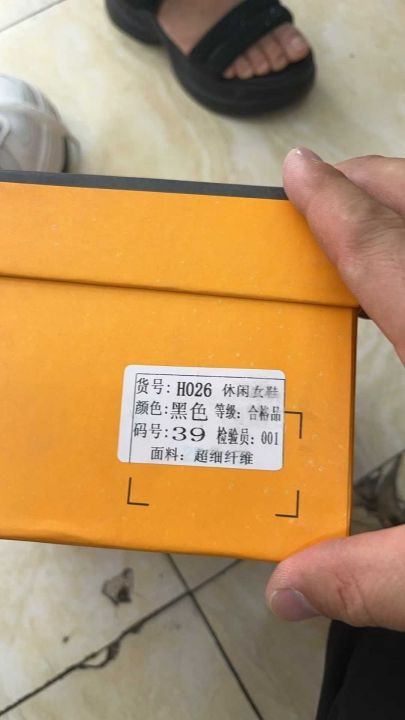 货号: H026 休闲女鞋
颜色: 黑色 等级: 合格品
码号: 39 检验员: 001
面料: 超细纤维